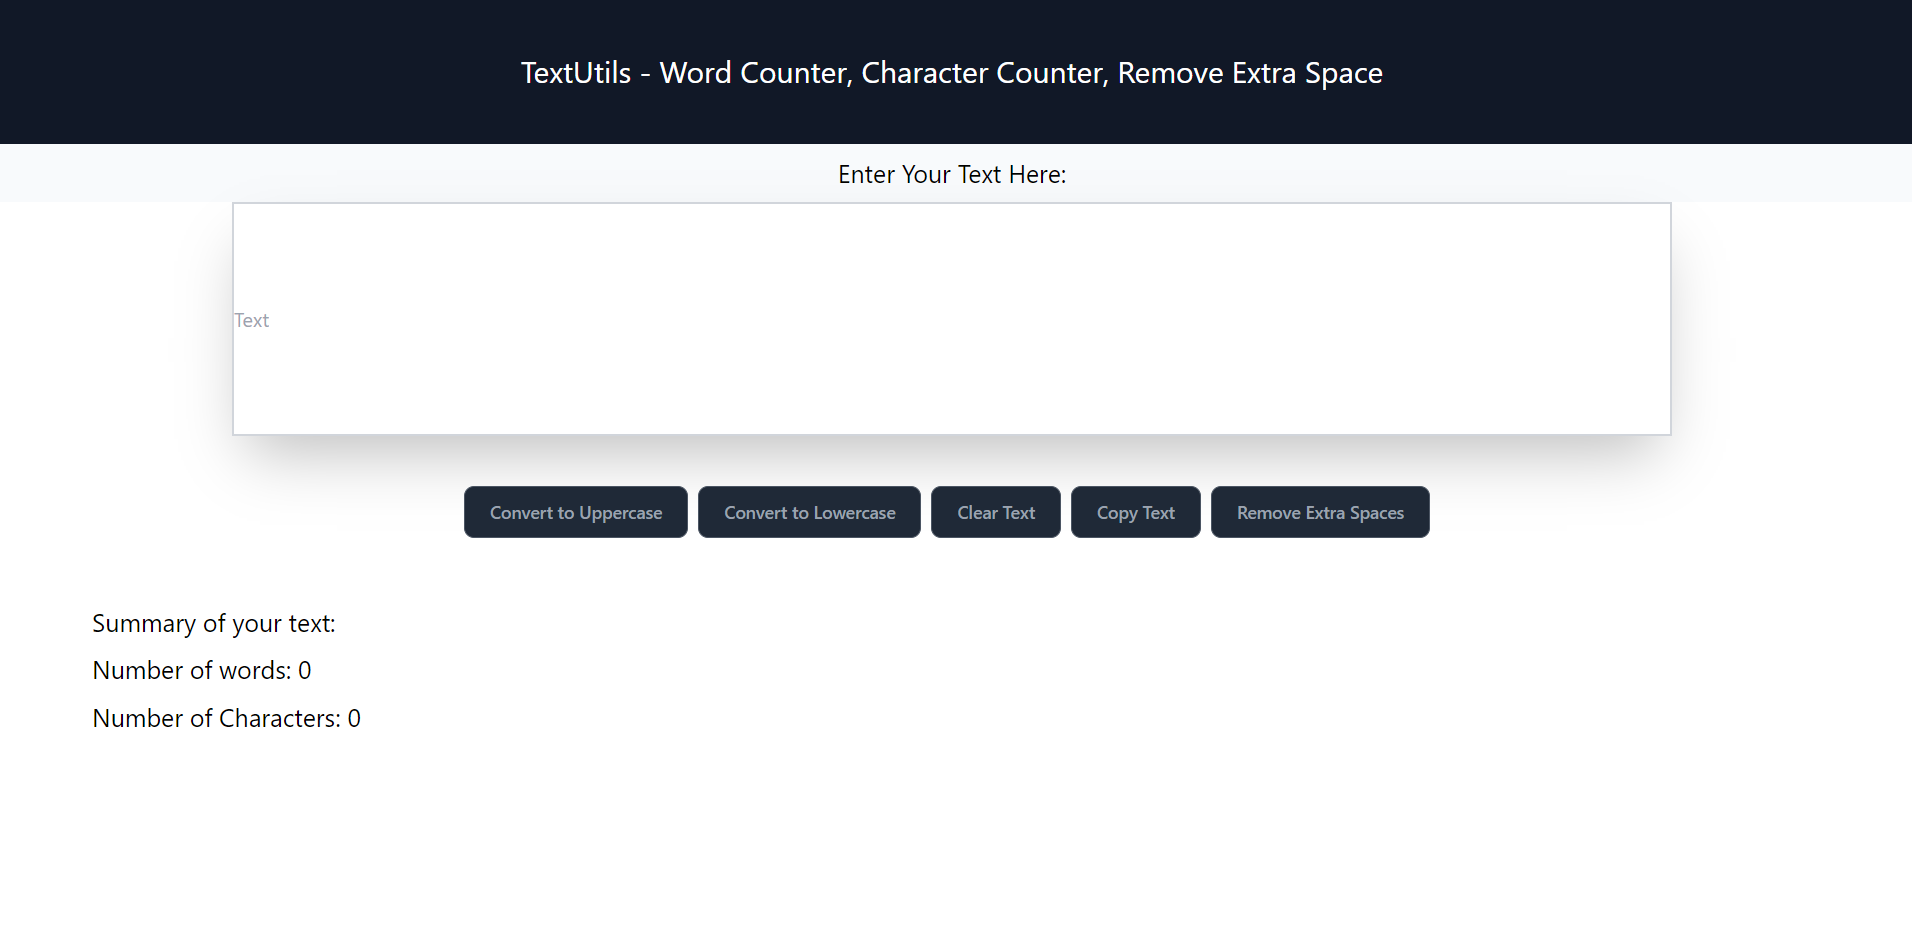 TextUtils - Word Counter, Character Counter, Remove Extra Space
Enter Your Text Here:
Text
Convert to Uppercase Convert to Lowercase Clear Text Copy Text Remove Extra Spaces
Summary of your text:
Number of words: 0
Number of Characters: 0